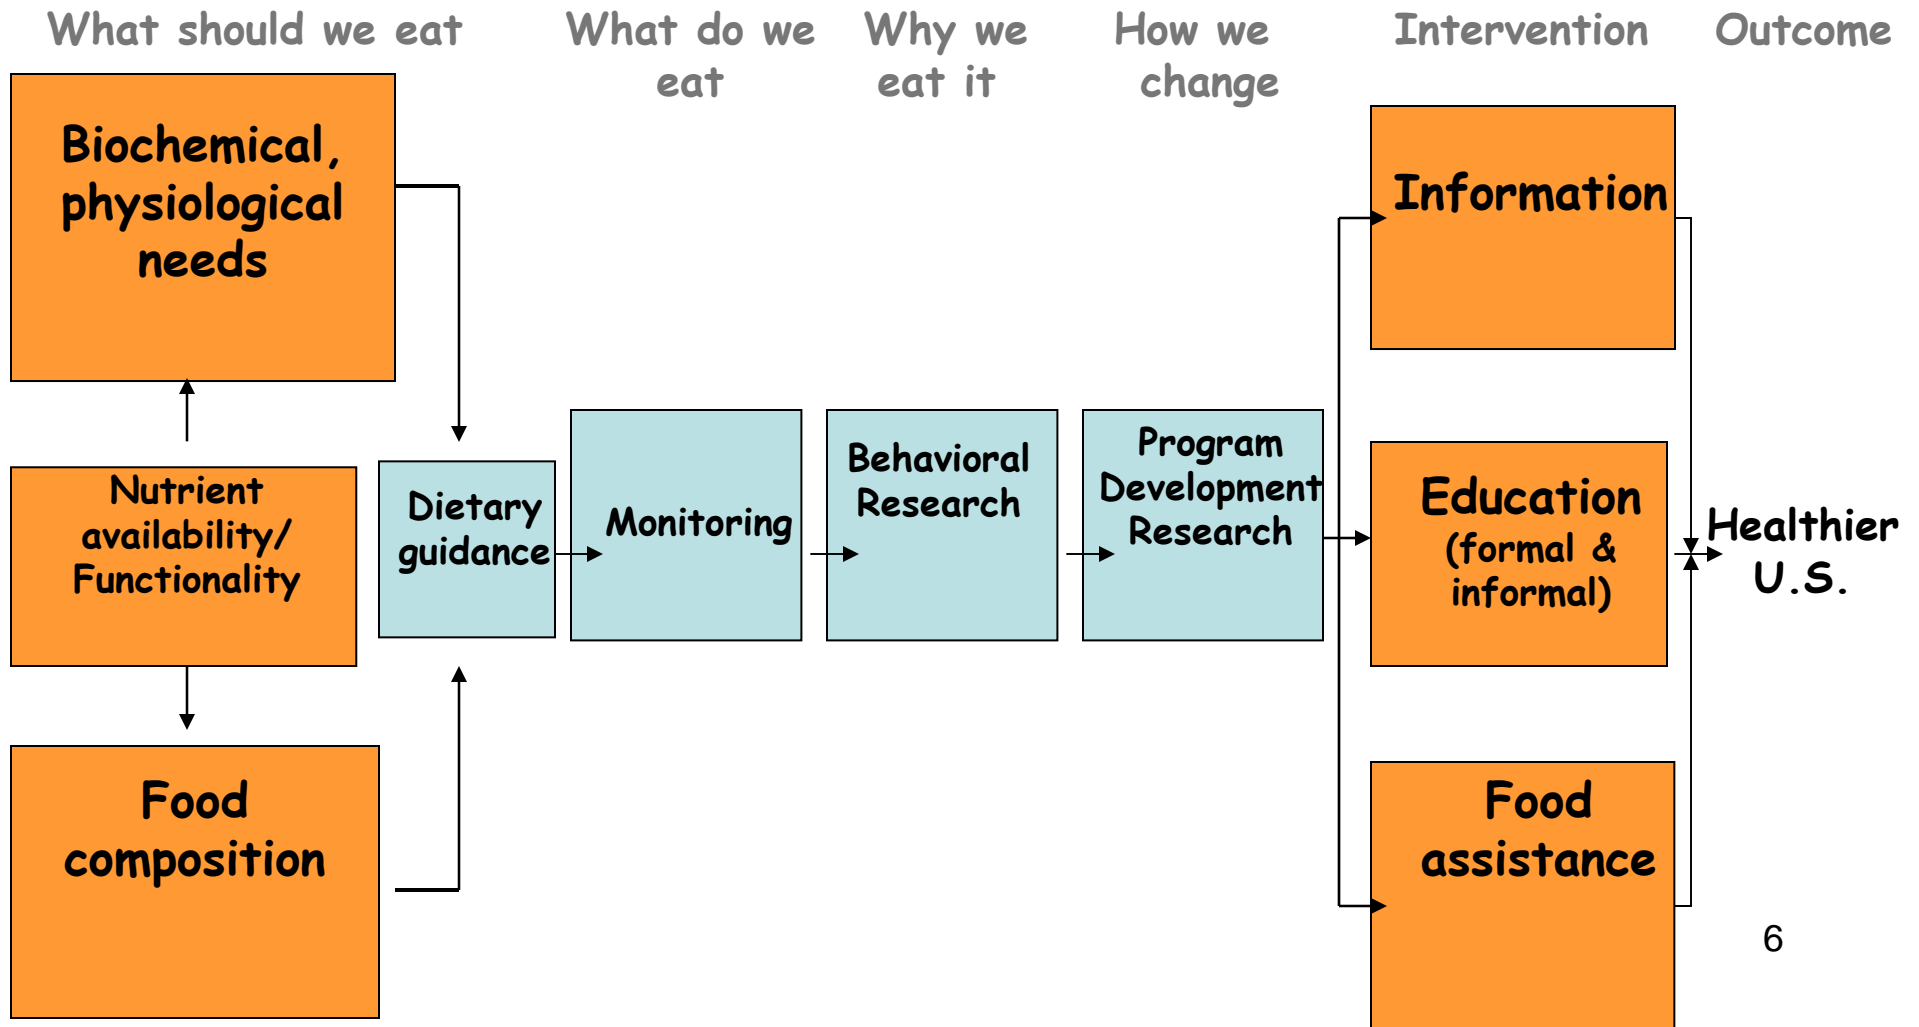 What should we eat
What do we
eat
Why we
eat it
How we
change
Intervention
Outcome
Biochemical,
physiological
needs
Nutrient
availability/
Functionality
Food
composition
Dietary
guidance
Monitoring
Behavioral
Research
Program
Development
Research
Information
Education
(formal &
informal)
Food
assistance
Healthier
U.S.
6